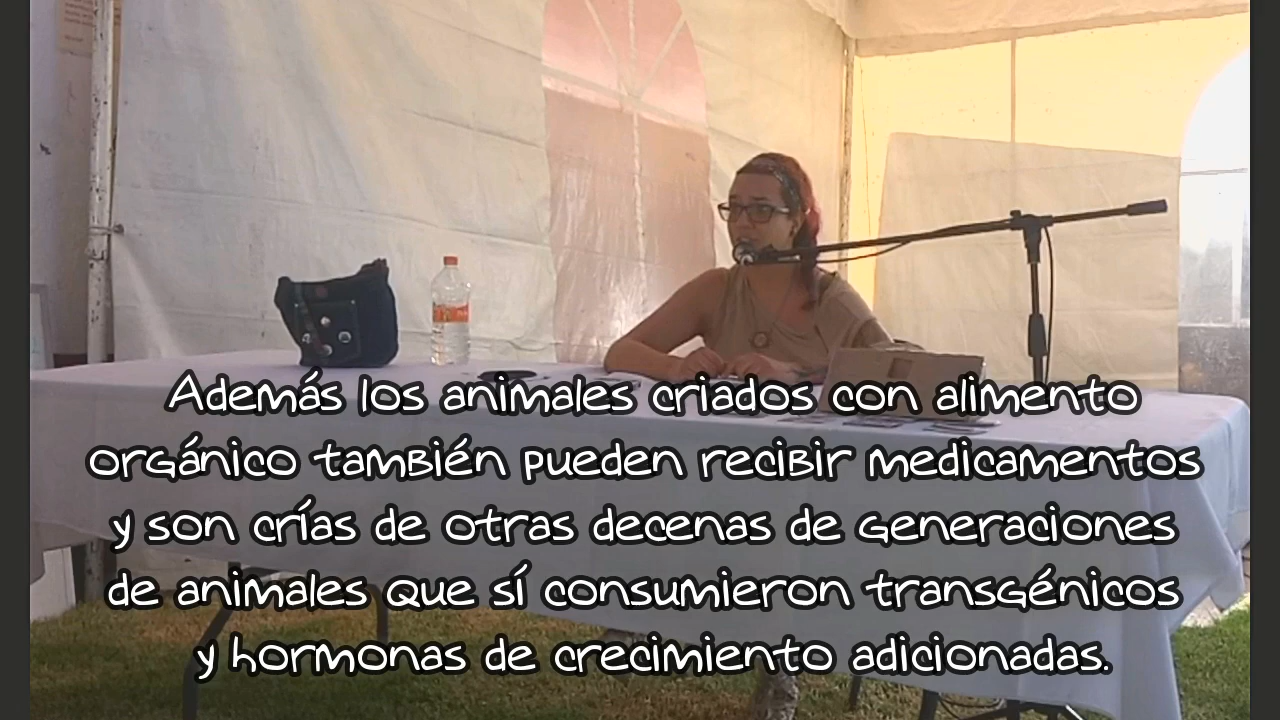 Además los animales criados con alimento
orgánico también pueden recibir medicamentos
y son crías de otras decenas de generaciones
de animales que sí consumieron transgénicos
y hormonas de crecimiento adicionadas.